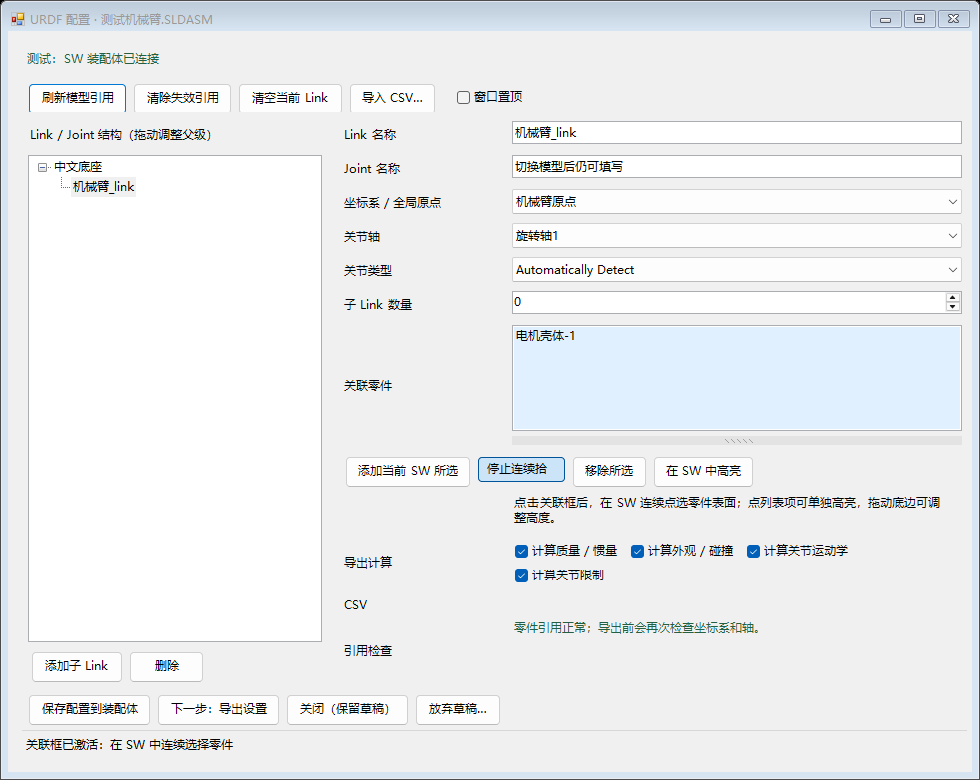 URDF 配置 · 测试机械臂.SLDASM
测试：SW 装配体已连接
刷新模型引用 清除失效引用 清空当前 Link 导入 CSV... 窗口置顶
Link / Joint 结构（拖动调整父级）
中文底座
机械臂_link
Link 名称 机械臂_link
Joint 名称 切换模型后仍可填写
坐标系 / 全局原点 机械臂原点
关节轴 旋转轴1
关节类型 Automatically Detect
子 Link 数量 0
关联零件 电机壳体-1
添加当前 SW 所选 停止连续拾 移除所选 在 SW 中高亮
点击关联框后，在 SW 连续点选零件表面；点列表项可单独高亮，拖动底边可调
整高度。
导出计算 计算质量 / 惯量 计算外观 / 碰撞 计算关节运动学
计算关节限制
CSV
零件引用正常；导出前会再次检查坐标系和轴。
引用检查
添加子 Link 删除
保存配置到装配体 下一步：导出设置 关闭（保留草稿） 放弃草稿...
关联框已激活：在 SW 中连续选择零件